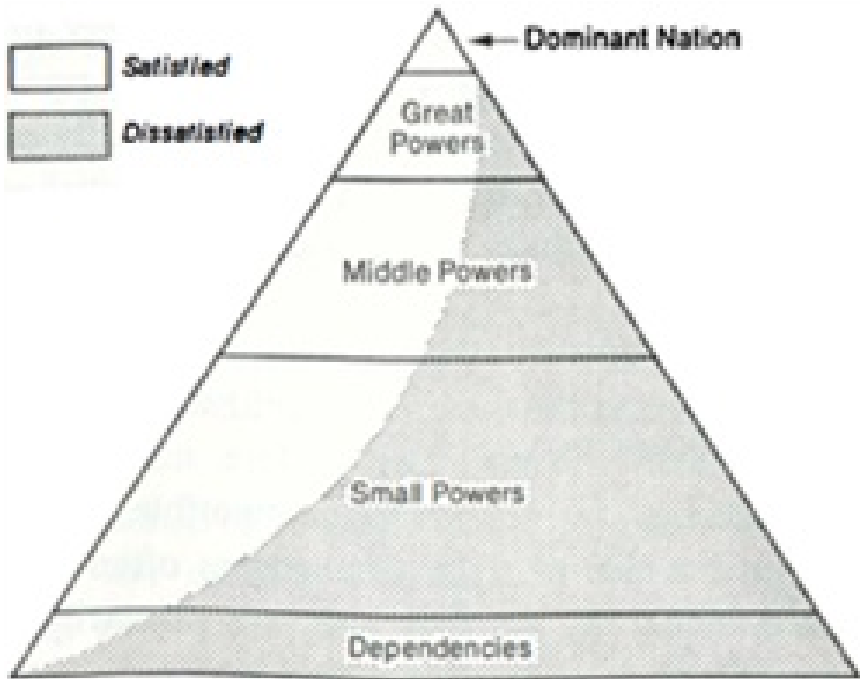 Dominant Nation
Satisfied
Dissatisfied
Great
Powers
Middle Powers
Small Powers
Dependencies